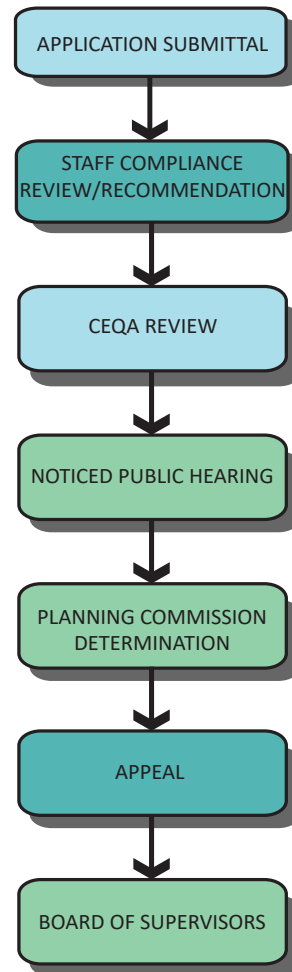 APPLICATION SUBMITTAL
STAFF COMPLIANCE
REVIEW/RECOMMENDATION
CEQA REVIEW
NOTICED PUBLIC HEARING
PLANNING COMMISSION
DETERMINATION
APPEAL
BOARD OF SUPERVISORS